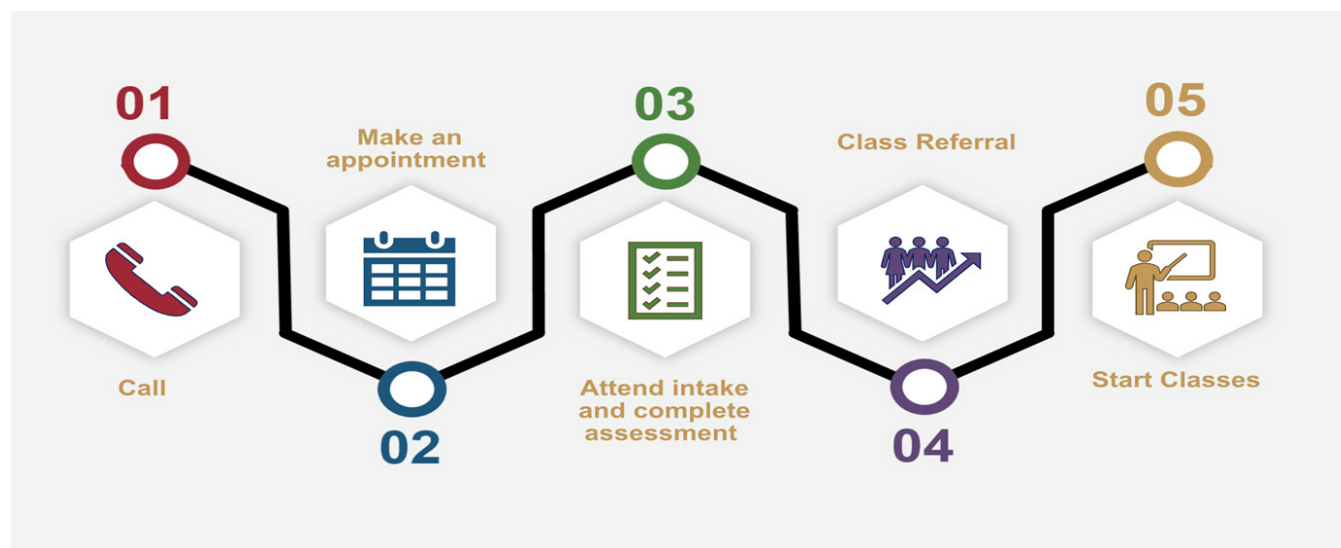 01
Call
Make an
appointment
02
03
Attend intake
and complete
assessment
Class Referral
04
05
Start Classes